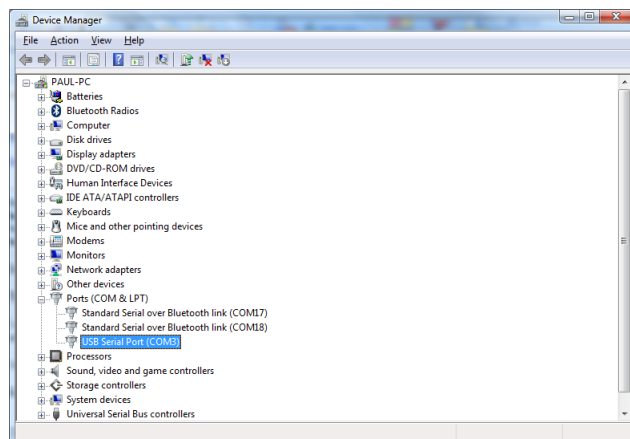 Device Manager
File Action View Help
PAUL-PC
Batteries
Bluetooth Radios
Computer
Disk drives
Display adapters
DVD/CD-ROM drives
Human Interface Devices
IDE ATA/ATAPI controllers
Keyboards
Mice and other pointing devices
Modems
Monitors
Network adapters
Other devices
Ports (COM & LPT)
Standard Serial over Bluetooth link (COM17)
Standard Serial over Bluetooth link (COM18)
USB Serial Port (COM3)
Processors
Sound, video and game controllers
Storage controllers
System devices
Universal Serial Bus controllers